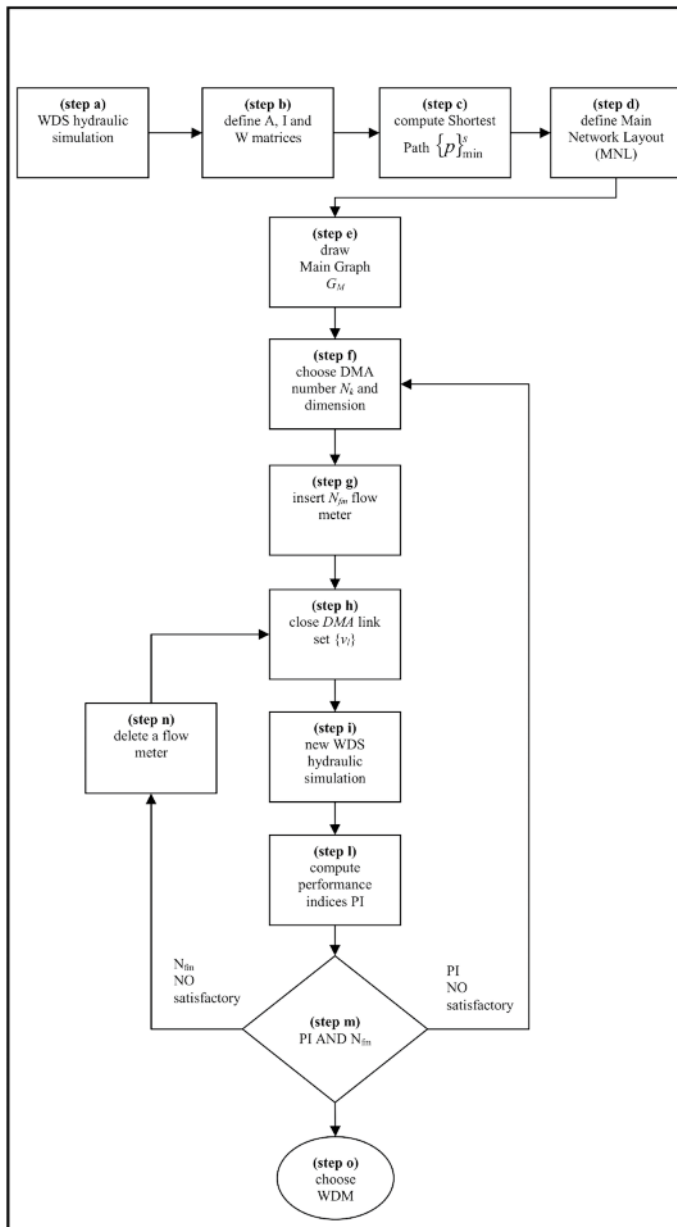 (step a)
WDS hydraulic
simulation
(step b)
define A, I and
W matrices
(step c)
compute Shortest
Path {p}ˢmin
(step d)
define Main
Network Layout
(MNL)
(step e)
draw
Main Graph
G_M
(step f)
choose DMA
number N_k and
dimension
(step g)
insert N_fm flow
meter
(step h)
close DMA link
set {v_l}
(step n)
delete a flow
meter
(step i)
new WDS
hydraulic
simulation
(step l)
compute
performance
indices PI
N_fm
NO
satisfactory
PI
NO
satisfactory
(step m)
PI AND N_fm
(step o)
choose
WDM